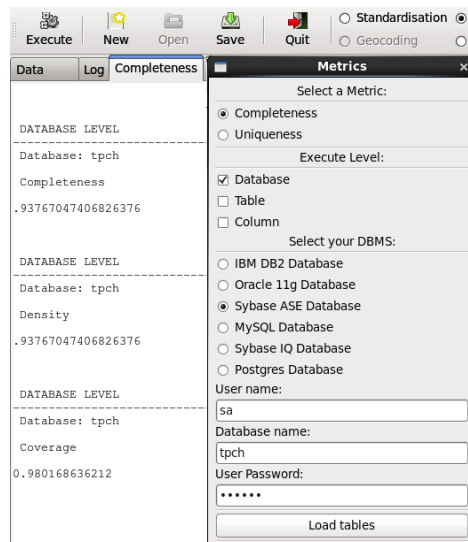 Execute New Open Save Quit
Standardisation
Geocoding
Data Log Completeness
DATABASE LEVEL
Database: tpch
Completeness
.93767047406826376
DATABASE LEVEL
Database: tpch
Density
.93767047406826376
DATABASE LEVEL
Database: tpch
Coverage
0.980168636212
Metrics
Select a Metric:
Completeness
Uniqueness
Execute Level:
Database
Table
Column
Select your DBMS:
IBM DB2 Database
Oracle 11g Database
Sybase ASE Database
MySQL Database
Sybase IQ Database
Postgres Database
User name:
sa
Database name:
tpch
User Password:
••••••
Load tables